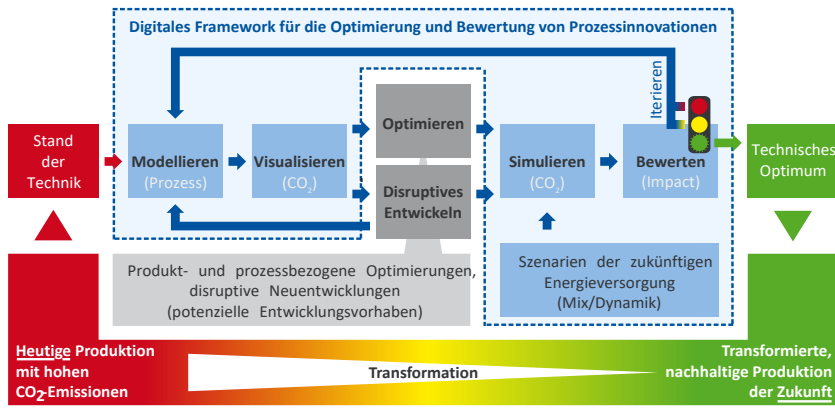 Digitales Framework für die Optimierung und Bewertung von Prozessinnovationen
Iterieren
Stand
der
Technik
Modellieren
(Prozess)
Visualisieren
(CO₂)
Optimieren
Disruptives
Entwickeln
Simulieren
(CO₂)
Bewerten
(Impact)
Technisches
Optimum
Produkt- und prozessbezogene Optimierungen,
disruptive Neuentwicklungen
(potenzielle Entwicklungsvorhaben)
Szenarien der zukünftigen
Energieversorgung
(Mix/Dynamik)
Heutige Produktion
mit hohen
CO₂-Emissionen
Transformation
Transformierte,
nachhaltige Produktion
der Zukunft